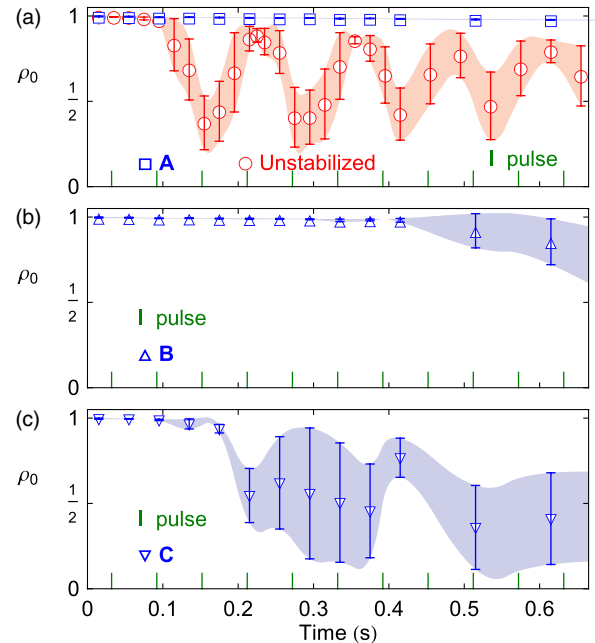 (a)
1
ρ0
1
2
0
A
Unstabilized
pulse
(b)
1
ρ0
1
2
0
pulse
B
(c)
1
ρ0
1
2
0
pulse
C
0 0.1 0.2 0.3 0.4 0.5 0.6
Time (s)